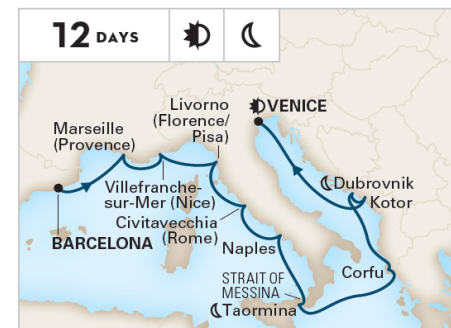 12 DAYS
Livorno
(Florence/
Pisa)
VENICE
Marseille
(Provence)
Villefranche-
sur-Mer (Nice)
Dubrovnik
Kotor
Civitavecchia
(Rome)
BARCELONA
Naples
Corfu
STRAIT OF
MESSINA
Taormina